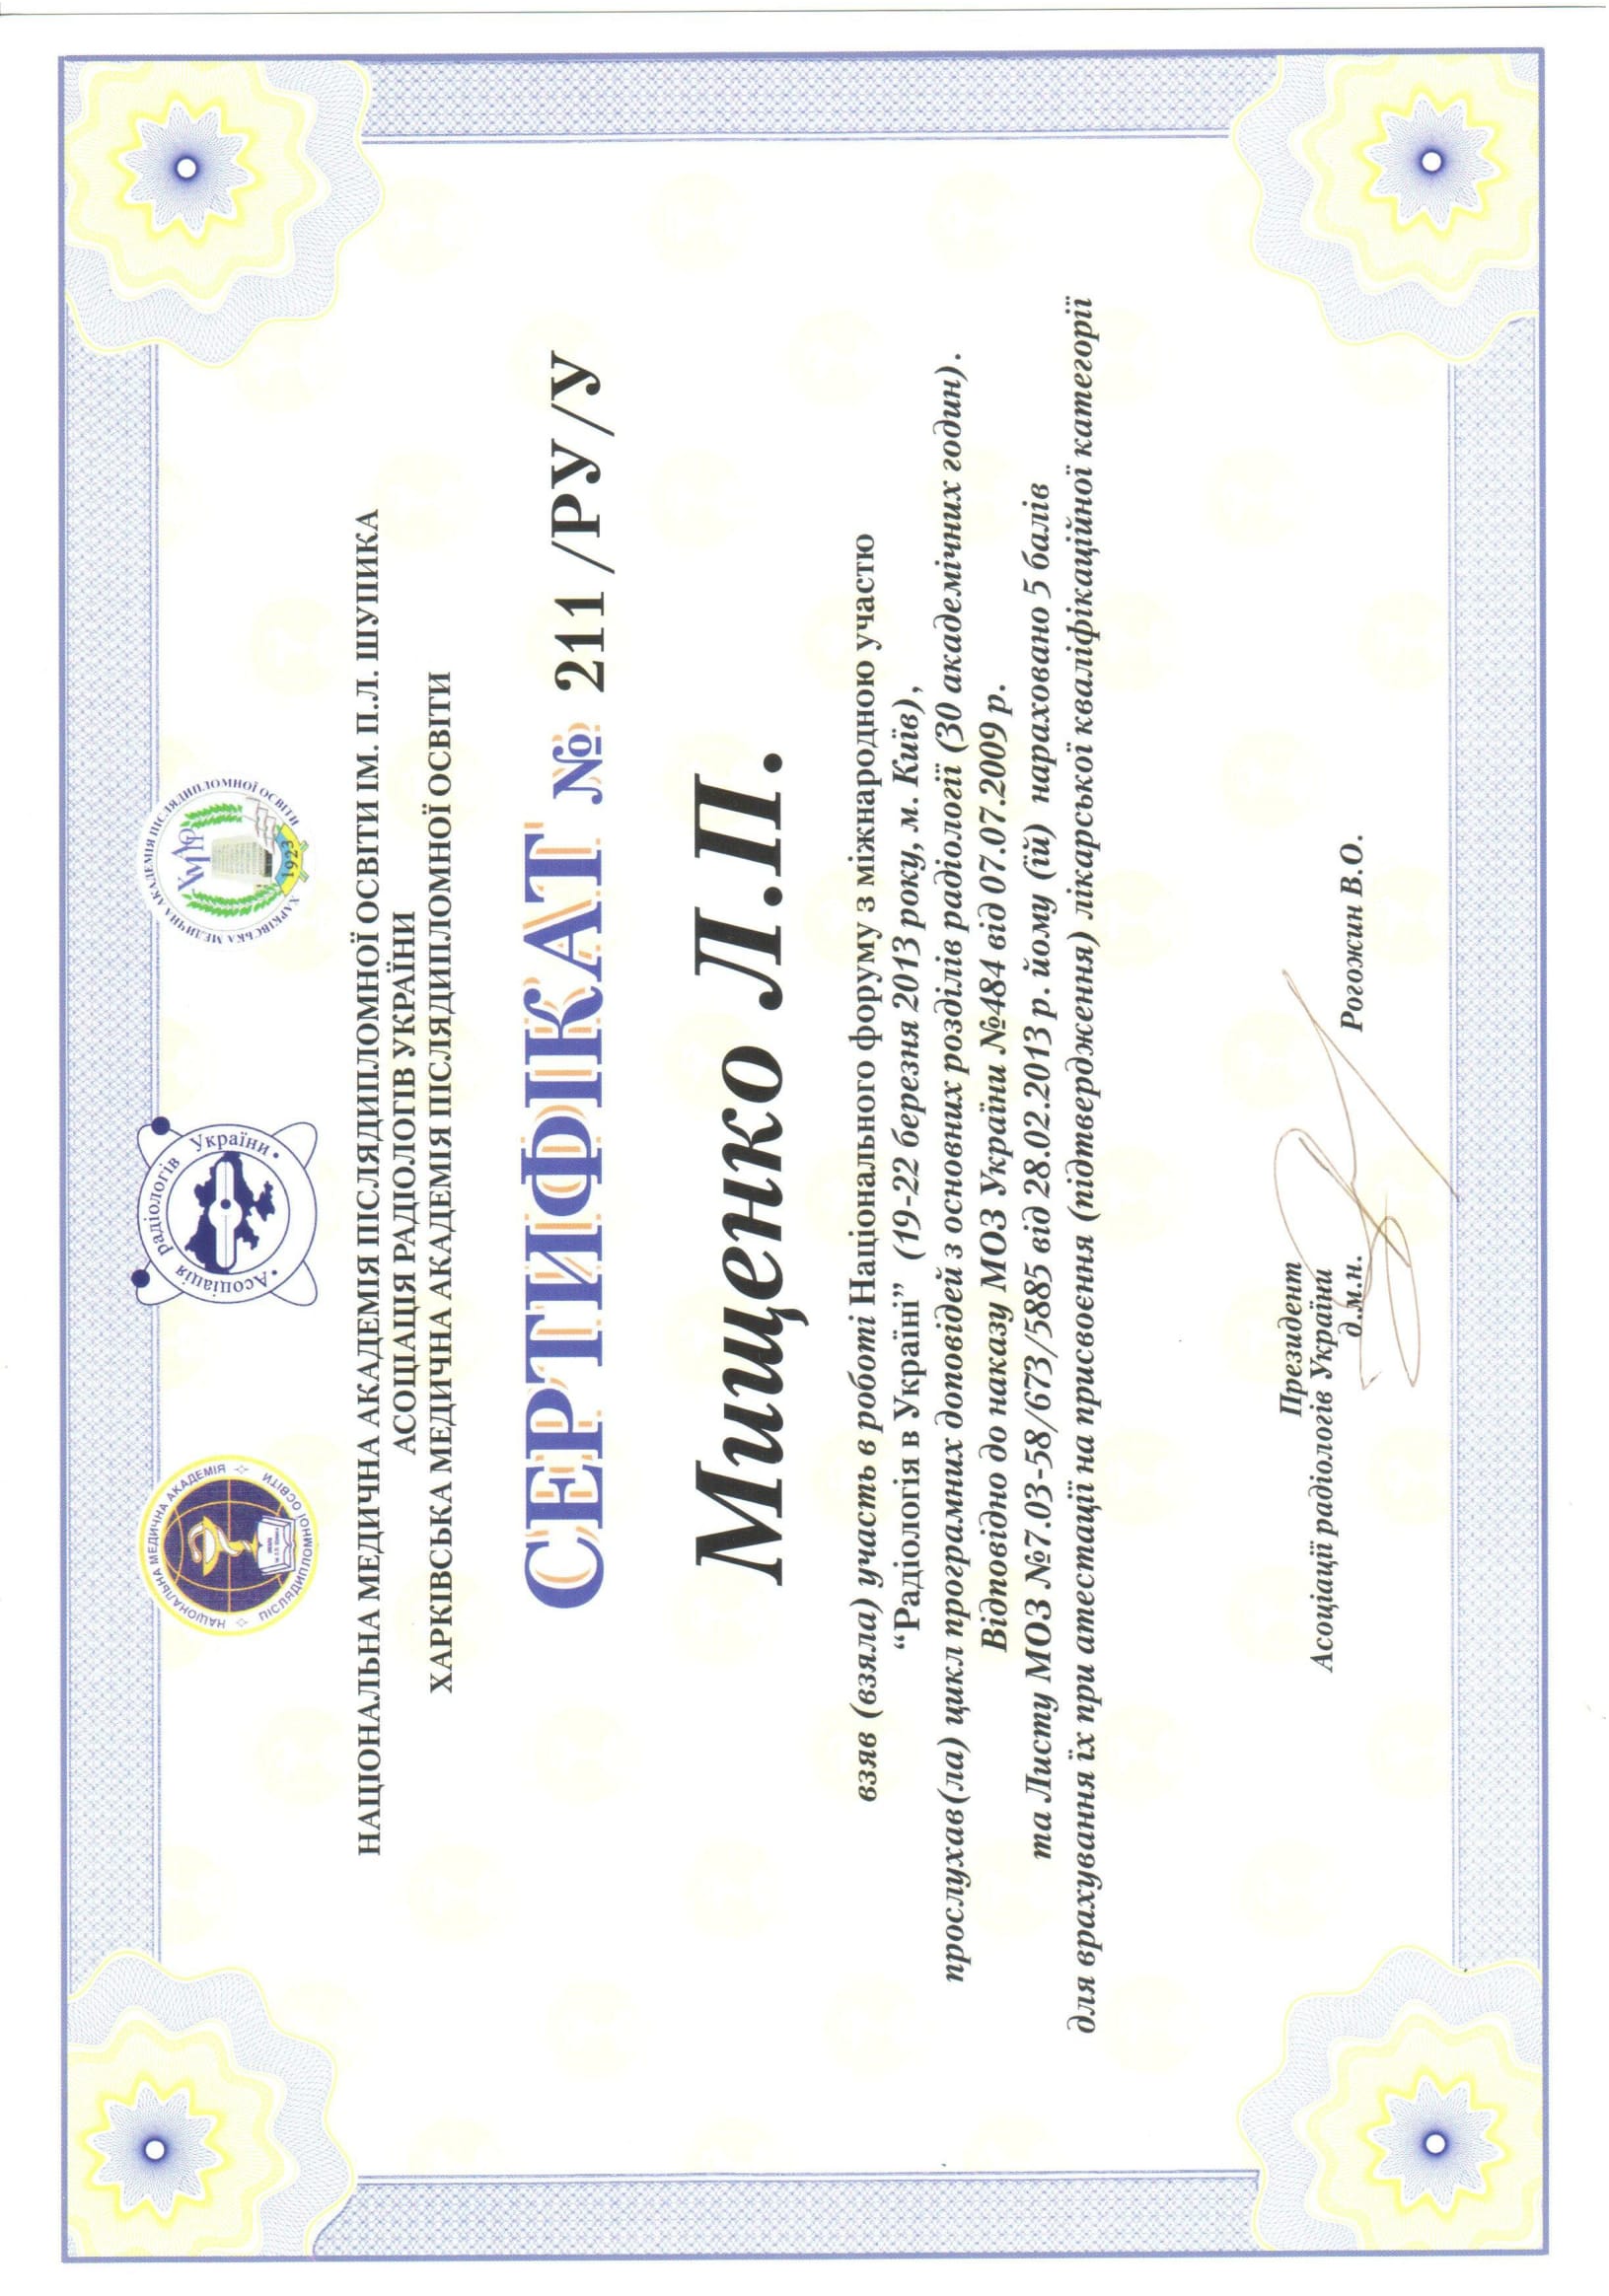 НАЦІОНАЛЬНА МЕДИЧНА АКАДЕМІЯ ПІСЛЯДИПЛОМНОЇ ОСВІТИ
Асоціація Радіологів України
ХАРКІВСЬКА МЕДИЧНА АКАДЕМІЯ ПІСЛЯДИПЛОМНОЇ ОСВІТИ
ХМАПО
1923
НАЦІОНАЛЬНА МЕДИЧНА АКАДЕМІЯ ПІСЛЯДИПЛОМНОЇ ОСВІТИ ІМ. П.Л. ШУПИКА
АСОЦІАЦІЯ РАДІОЛОГІВ УКРАЇНИ
ХАРКІВСЬКА МЕДИЧНА АКАДЕМІЯ ПІСЛЯДИПЛОМНОЇ ОСВІТИ
СЕРТИФІКАТ № 211 /РУ /У
Мищенко Л.П.
взяв (взяла) участь в роботі Національного форуму з міжнародною участю
“Радіологія в Україні” (19-22 березня 2013 року, м. Київ),
прослухав(ла) цикл програмних доповідей з основних розділів радіології (30 академічних годин).
Відповідно до наказу МОЗ України №484 від 07.07.2009 р.
та Листу МОЗ №7.03-58/673/5885 від 28.02.2013 р. йому (їй) нараховано 5 балів
для врахування їх при атестації на присвоєння (підтвердження) лікарської кваліфікаційної категорії
Президент
Асоціації радіологів України
д.м.н. Рогожин В.О.